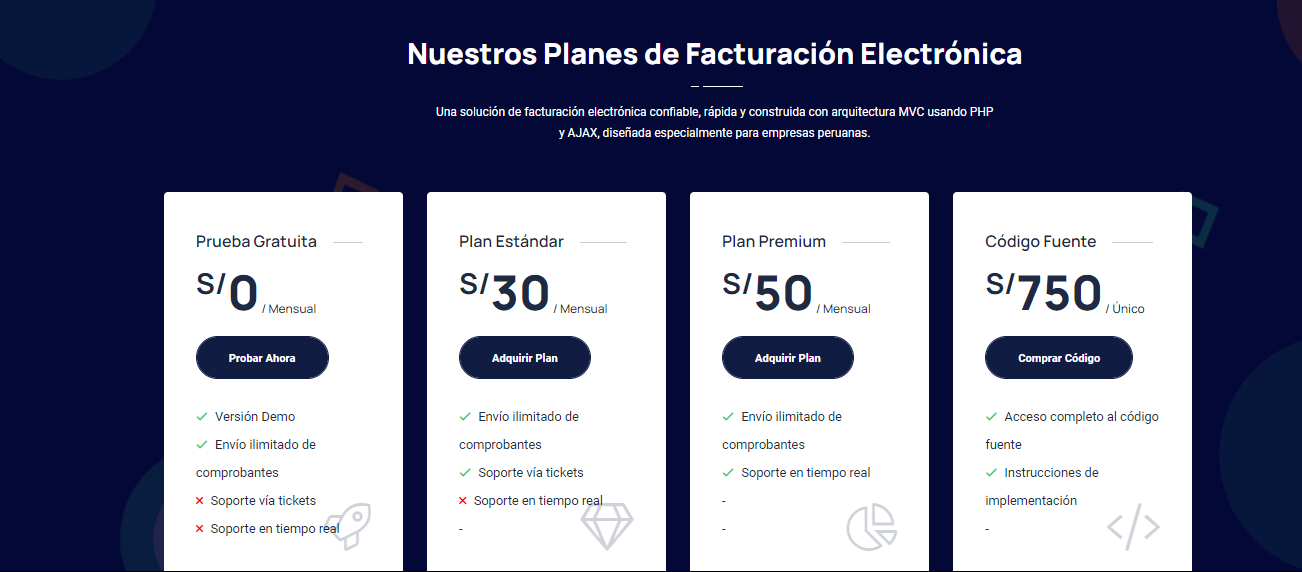 Nuestros Planes de Facturación Electrónica
Una solución de facturación electrónica confiable, rápida y construida con arquitectura MVC usando PHP
y AJAX, diseñada especialmente para empresas peruanas.
Prueba Gratuita
S/0 / Mensual
Probar Ahora
Versión Demo
Envío ilimitado de
comprobantes
Soporte vía tickets
Soporte en tiempo real
Plan Estándar
S/30 / Mensual
Adquirir Plan
Envío ilimitado de
comprobantes
Soporte vía tickets
Soporte en tiempo real
-
Plan Premium
S/50 / Mensual
Adquirir Plan
Envío ilimitado de
comprobantes
Soporte en tiempo real
-
-
Código Fuente
S/750 / Único
Comprar Código
Acceso completo al código
fuente
Instrucciones de
implementación
-